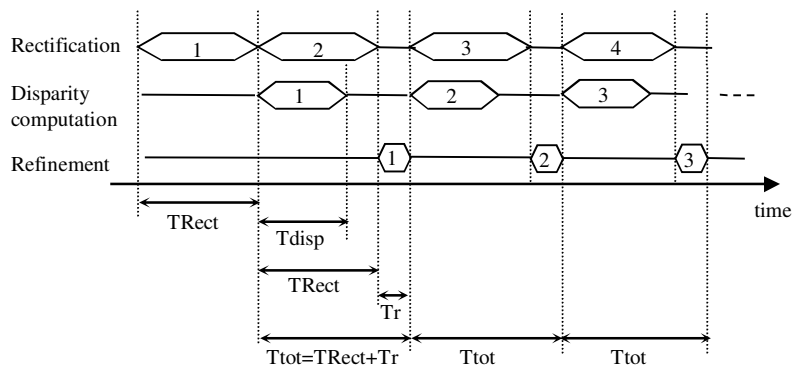 Rectification 1 2 3 4
Disparity
computation 1 2 3
Refinement 1 2 3
time
TRect
Tdisp
TRect
Tr
Ttot=TRect+Tr Ttot Ttot